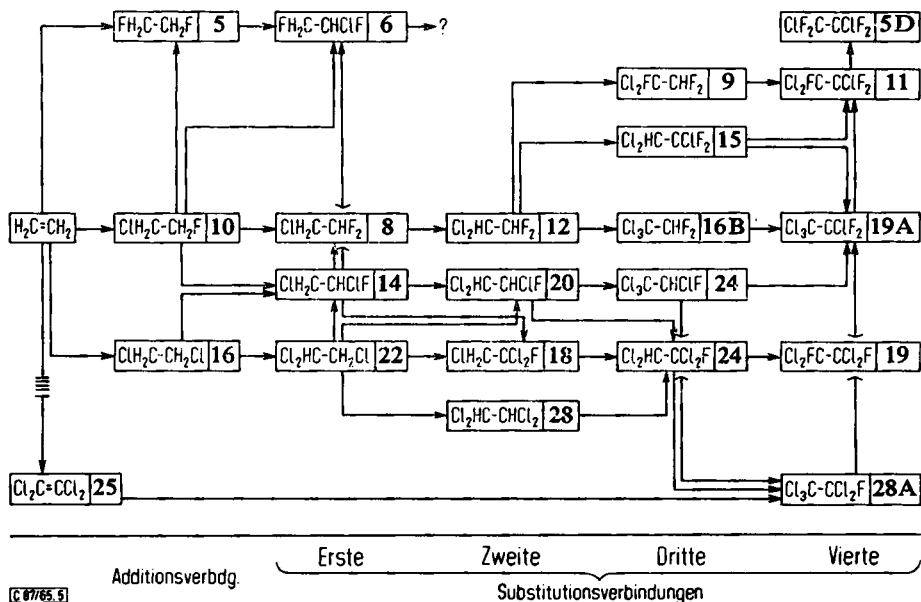 FH₂C-CH₂F 5 FH₂C-CHClF 6 ? ClF₂C-CClF₂ 5D
Cl₂FC-CHF₂ 9 Cl₂FC-CClF₂ 11
Cl₂HC-CClF₂ 15
H₂C=CH₂ ClH₂C-CH₂F 10 ClH₂C-CHF₂ 8 Cl₂HC-CHF₂ 12 Cl₃C-CHF₂ 16B Cl₃C-CClF₂ 19A
ClH₂C-CHClF 14 Cl₂HC-CHClF 20 Cl₃C-CHClF 24
ClH₂C-CH₂Cl 16 Cl₂HC-CH₂Cl 22 ClH₂C-CCl₂F 18 Cl₂HC-CCl₂F 24 Cl₂FC-CCl₂F 19
Cl₂HC-CHCl₂ 28
Cl₂C=CCl₂ 25 Cl₃C-CCl₂F 28A
Erste Zweite Dritte Vierte
Additionsverbdg.
Substitutionsverbindungen
C 87/65.5